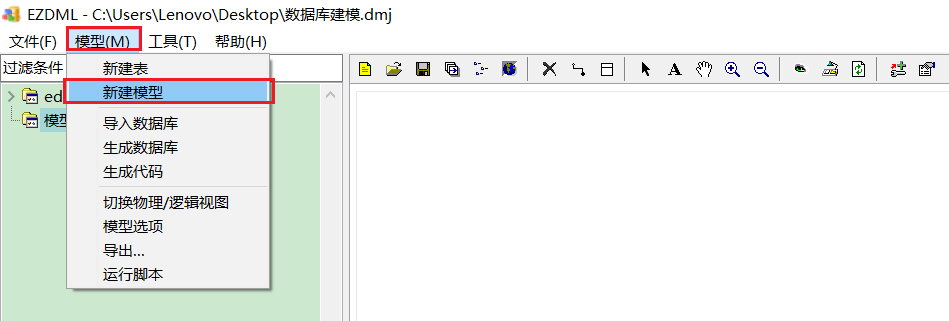 EZDML - C:\Users\Lenovo\Desktop\数据库建模.dmj
文件(F) 模型(M) 工具(T) 帮助(H)
过滤条件
新建表
ed
新建模型
模
导入数据库
生成数据库
生成代码
切换物理/逻辑视图
模型选项
导出...
运行脚本
A